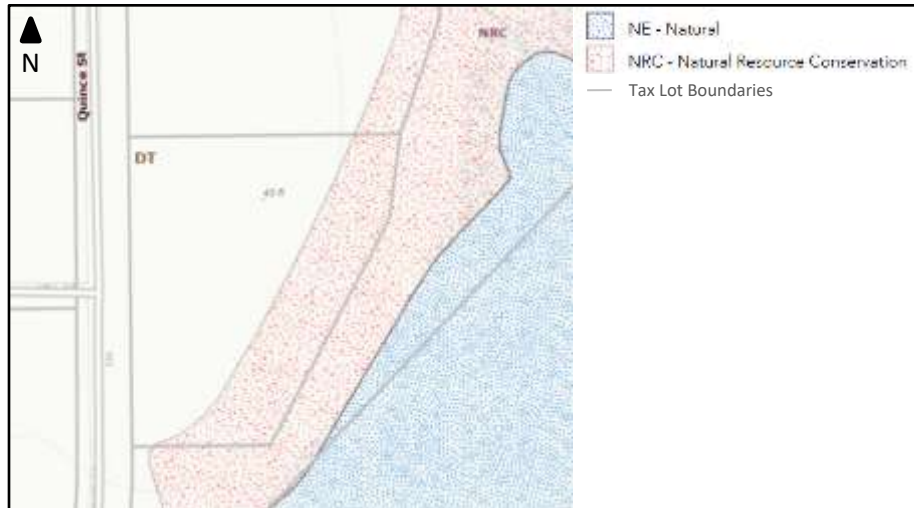 N
Quince St
DT
NRC
NE - Natural
NRC - Natural Resource Conservation
Tax Lot Boundaries